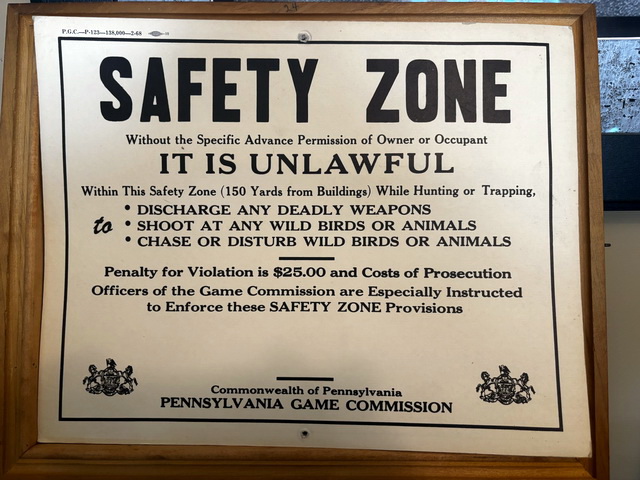 24
P.G.C.—P-123—138,000—2-68
SAFETY ZONE
Without the Specific Advance Permission of Owner or Occupant
IT IS UNLAWFUL
Within This Safety Zone (150 Yards from Buildings) While Hunting or Trapping,
to
• DISCHARGE ANY DEADLY WEAPONS
• SHOOT AT ANY WILD BIRDS OR ANIMALS
• CHASE OR DISTURB WILD BIRDS OR ANIMALS
Penalty for Violation is $25.00 and Costs of Prosecution
Officers of the Game Commission are Especially Instructed
to Enforce these SAFETY ZONE Provisions
Commonwealth of Pennsylvania
PENNSYLVANIA GAME COMMISSION